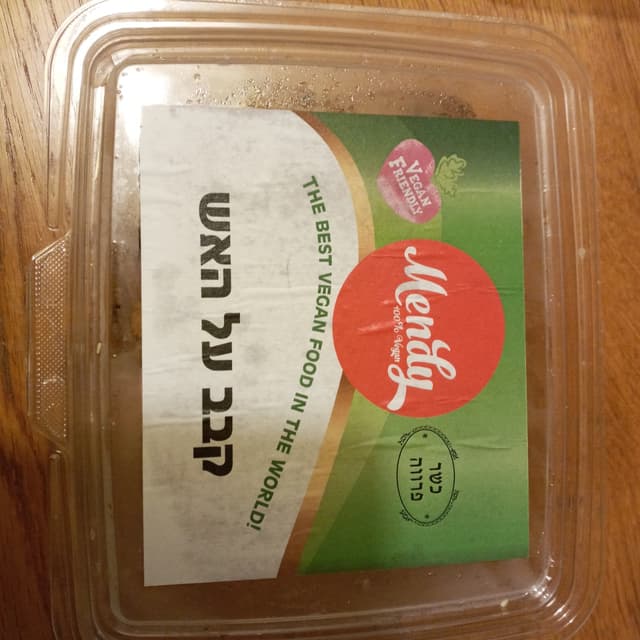 VEGAN
FRIENDLY
Mendy
100% Vegan
כשר
פרווה
THE BEST VEGAN FOOD IN THE WORLD!
קבב על האש